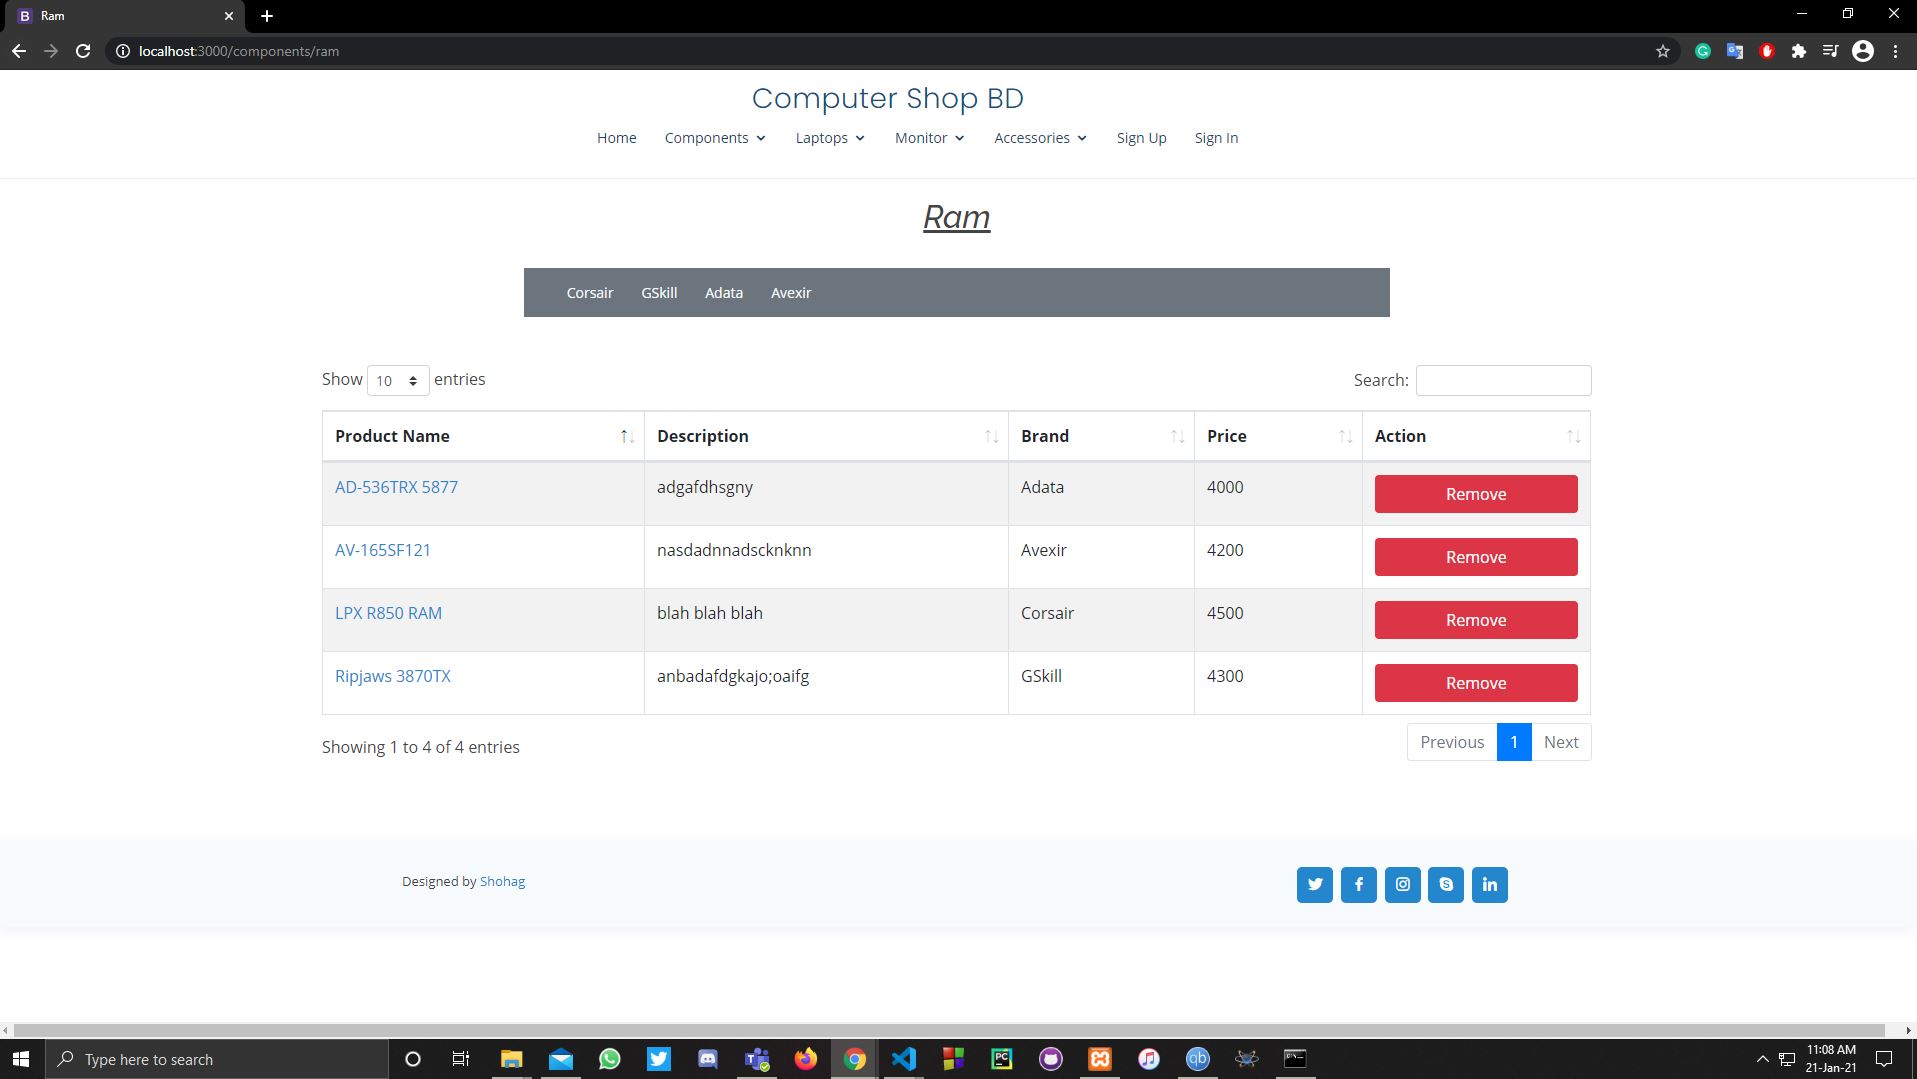 Ram
localhost:3000/components/ram
Computer Shop BD
Home Components Laptops Monitor Accessories Sign Up Sign In
Ram
Corsair GSkill Adata Avexir
Show 10 entries Search:
Product Name Description Brand Price Action
AD-536TRX 5877 adgafdhsgny Adata 4000 Remove
AV-165SF121 nasdadnnadscknknn Avexir 4200 Remove
LPX R850 RAM blah blah blah Corsair 4500 Remove
Ripjaws 3870TX anbadafdgkajo;oaifg GSkill 4300 Remove
Showing 1 to 4 of 4 entries Previous 1 Next
Designed by Shohag
Type here to search
11:08 AM
21-Jan-21